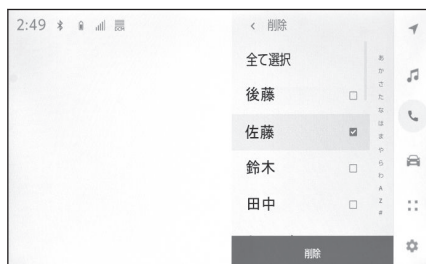 2:49
< 削除
全て選択
後藤
佐藤
鈴木
田中
あ
か
さ
た
な
は
ま
や
ら
わ
A
Z
#
削除